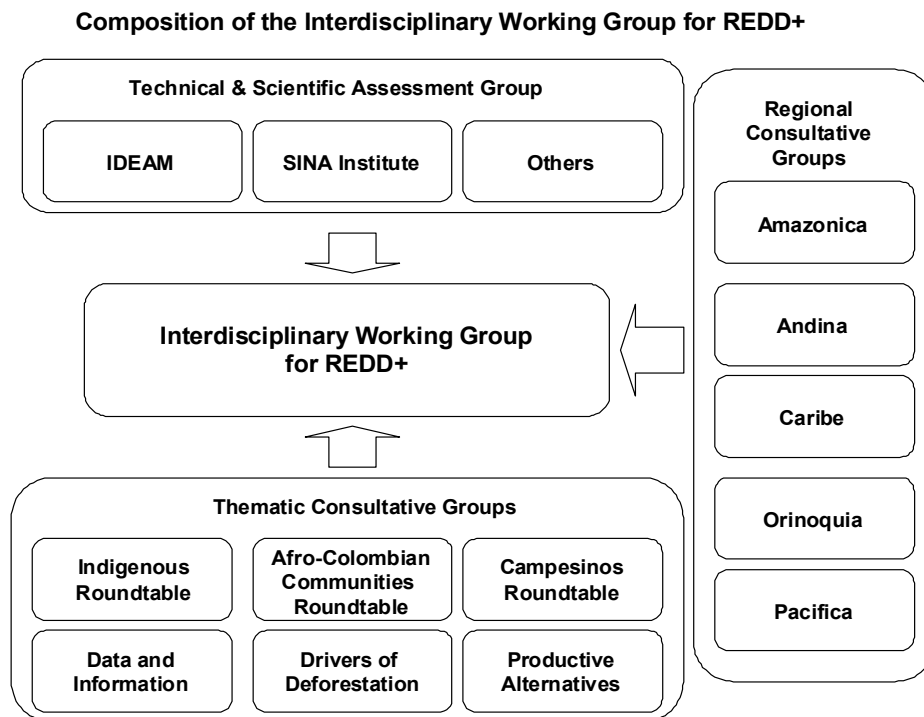 Composition of the Interdisciplinary Working Group for REDD+
Technical & Scientific Assessment Group
IDEAM
SINA Institute
Others
Interdisciplinary Working Group
for REDD+
Thematic Consultative Groups
Indigenous
Roundtable
Afro-Colombian
Communities
Roundtable
Campesinos
Roundtable
Data and
Information
Drivers of
Deforestation
Productive
Alternatives
Regional
Consultative
Groups
Amazonica
Andina
Caribe
Orinoquia
Pacifica